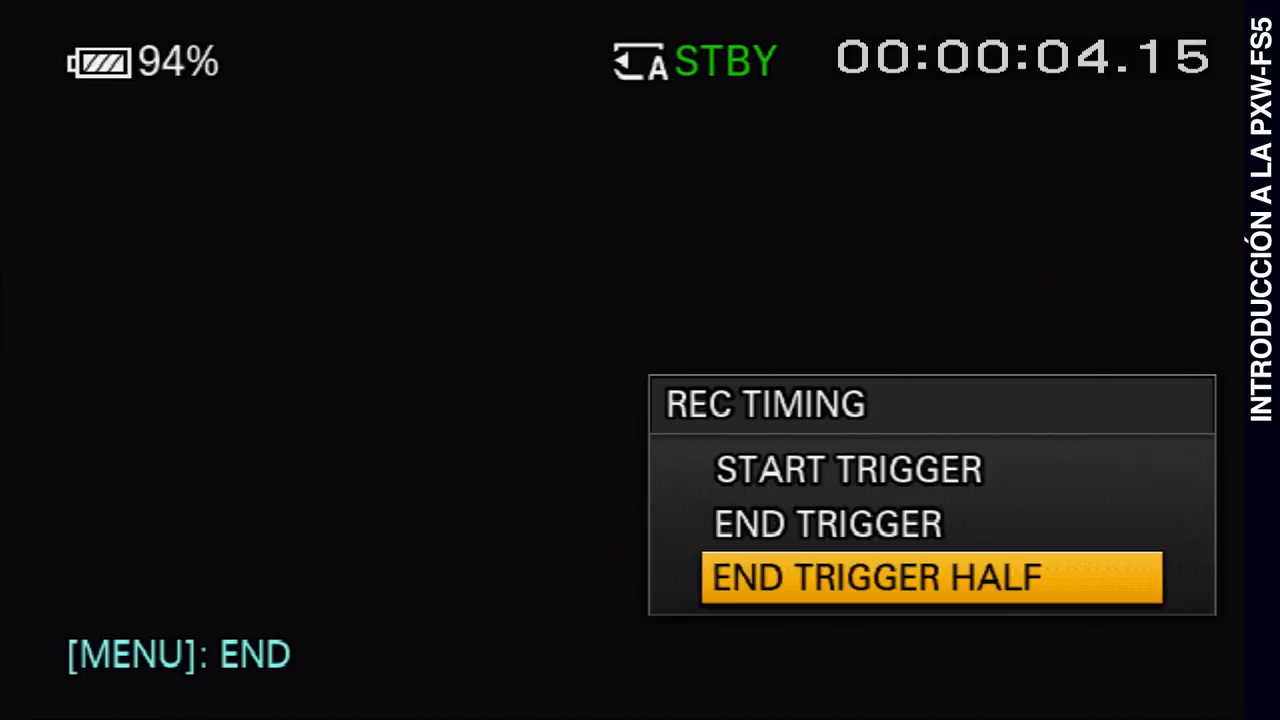 94%
A STBY 00:00:04.15
REC TIMING
START TRIGGER
END TRIGGER
END TRIGGER HALF
[MENU]: END
INTRODUCCIÓN A LA PXW-FS5